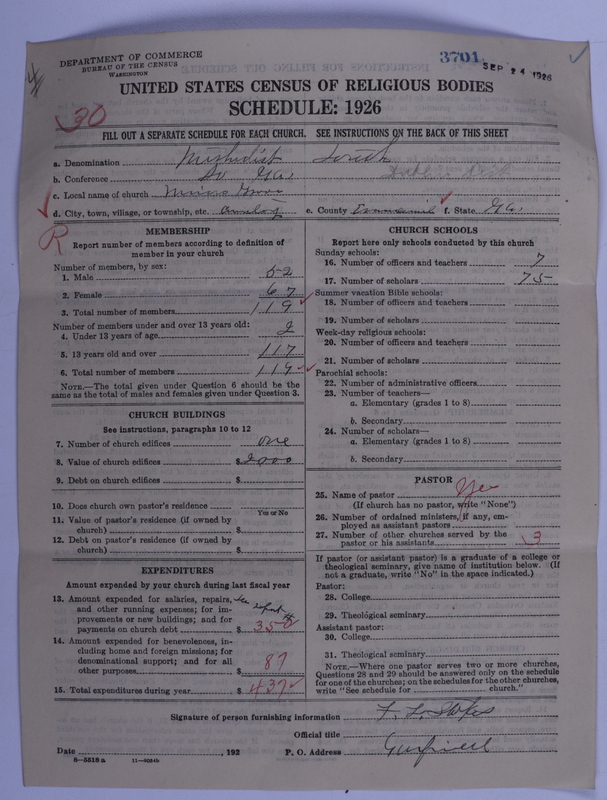 DEPARTMENT OF COMMERCE
BUREAU OF THE CENSUS
WASHINGTON
3701
SEP 24 1926
UNITED STATES CENSUS OF RELIGIOUS BODIES
SCHEDULE: 1926
30
FILL OUT A SEPARATE SCHEDULE FOR EACH CHURCH. SEE INSTRUCTIONS ON THE BACK OF THIS SHEET
a. Denomination Methodist South
b. Conference So Ga.
c. Local name of church
d. City, town, village, or township, etc. e. County Emmanuel f. State Ga.
R
MEMBERSHIP
Report number of members according to definition of
member in your church
Number of members, by sex:
1. Male 52
2. Female 67
3. Total number of members 119
Number of members under and over 13 years old:
4. Under 13 years of age 2
5. 13 years old and over 117
6. Total number of members 119
NOTE.—The total given under Question 6 should be
same as the total of males and females given under Question 3.
CHURCH BUILDINGS
See instructions, paragraphs 10 to 12
7. Number of church edifices one
8. Value of church edifices $2000
9. Debt on church edifices $
10. Does church own pastor's residence
Yes or No
11. Value of pastor's residence (if owned by
church) $
12. Debt on pastor's residence (if owned by
church) $
EXPENDITURES
Amount expended by your church during last fiscal year
13. Amount expended for salaries, repairs,
and other running expenses; for im-
provements or new buildings; and for
payments on church debt $ 350
14. Amount expended for benevolences, in-
cluding home and foreign missions; for
denominational support; and for all
other purposes $ 87
15. Total expenditures during year $ 437
CHURCH SCHOOLS
Report here only schools conducted by this church
Sunday schools:
16. Number of officers and teachers 7
17. Number of scholars 75
Summer vacation Bible schools:
18. Number of officers and teachers
19. Number of scholars
Week-day religious schools:
20. Number of officers and teachers
21. Number of scholars
Parochial schools:
22. Number of administrative officers
23. Number of teachers—
a. Elementary (grades 1 to 8)
b. Secondary
24. Number of scholars—
a. Elementary (grades 1 to 8)
b. Secondary
PASTOR
25. Name of pastor Yes
(If church has no pastor, write "None")
26. Number of ordained ministers, if any, em-
ployed as assistant pastors
27. Number of other churches served by the
pastor or his assistants 3
If pastor (or assistant pastor) is a graduate of a college or
theological seminary, give name of institution below. (If
not a graduate, write "No" in the space indicated.)
Pastor:
28. College
29. Theological seminary
Assistant pastor:
30. College
31. Theological seminary
NOTE.—Where one pastor serves two or more churches,
Questions 28 and 29 should be answered only on the schedule
for one of the churches; on the schedules for the other churches,
write "See schedule for church."
Signature of person furnishing information
Official title
Date , 192 P. O. Address Garfield
8—5518 a 11—8054b